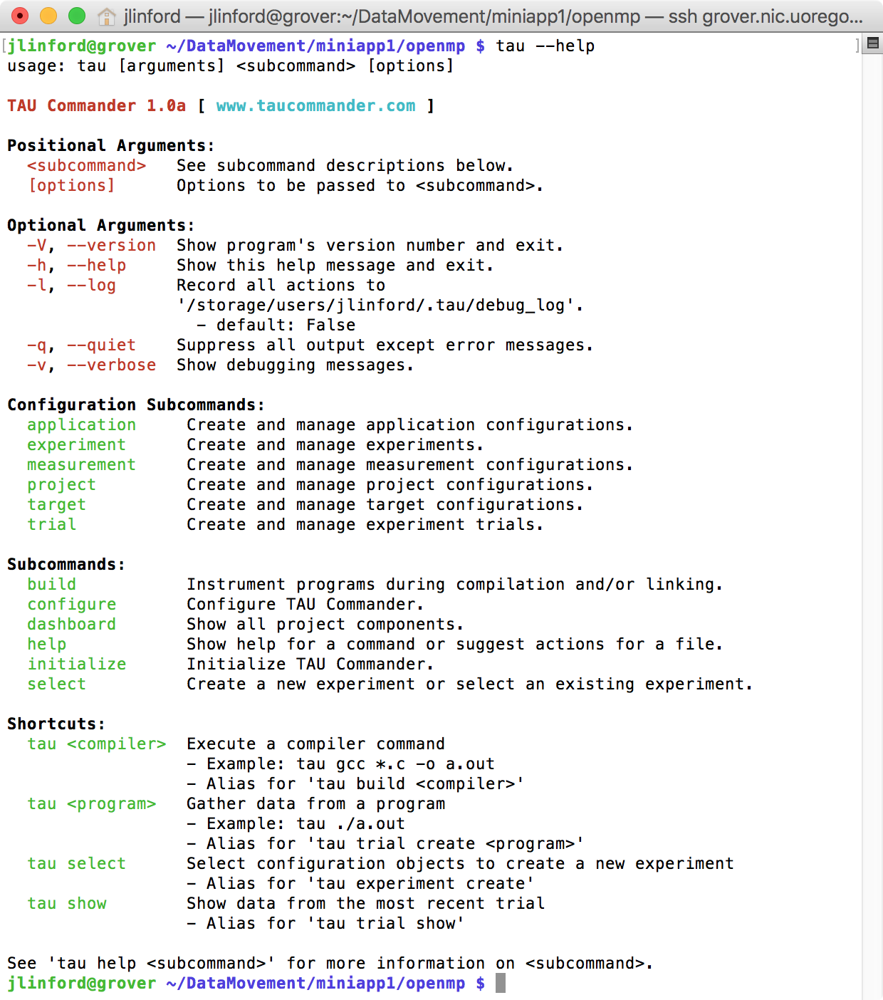 jlinford — jlinford@grover:~/DataMovement/miniapp1/openmp — ssh grover.nic.uorego...
[jlinford@grover ~/DataMovement/miniapp1/openmp $ tau --help ]
usage: tau [arguments] <subcommand> [options]

TAU Commander 1.0a [ www.taucommander.com ]

Positional Arguments:
  <subcommand>   See subcommand descriptions below.
  [options]      Options to be passed to <subcommand>.

Optional Arguments:
  -V, --version  Show program's version number and exit.
  -h, --help     Show this help message and exit.
  -l, --log      Record all actions to
                 '/storage/users/jlinford/.tau/debug_log'.
                   - default: False
  -q, --quiet    Suppress all output except error messages.
  -v, --verbose  Show debugging messages.

Configuration Subcommands:
  application     Create and manage application configurations.
  experiment      Create and manage experiments.
  measurement     Create and manage measurement configurations.
  project         Create and manage project configurations.
  target          Create and manage target configurations.
  trial           Create and manage experiment trials.

Subcommands:
  build           Instrument programs during compilation and/or linking.
  configure       Configure TAU Commander.
  dashboard       Show all project components.
  help            Show help for a command or suggest actions for a file.
  initialize      Initialize TAU Commander.
  select          Create a new experiment or select an existing experiment.

Shortcuts:
  tau <compiler>  Execute a compiler command
                  - Example: tau gcc *.c -o a.out
                  - Alias for 'tau build <compiler>'
  tau <program>   Gather data from a program
                  - Example: tau ./a.out
                  - Alias for 'tau trial create <program>'
  tau select      Select configuration objects to create a new experiment
                  - Alias for 'tau experiment create'
  tau show        Show data from the most recent trial
                  - Alias for 'tau trial show'

See 'tau help <subcommand>' for more information on <subcommand>.
jlinford@grover ~/DataMovement/miniapp1/openmp $